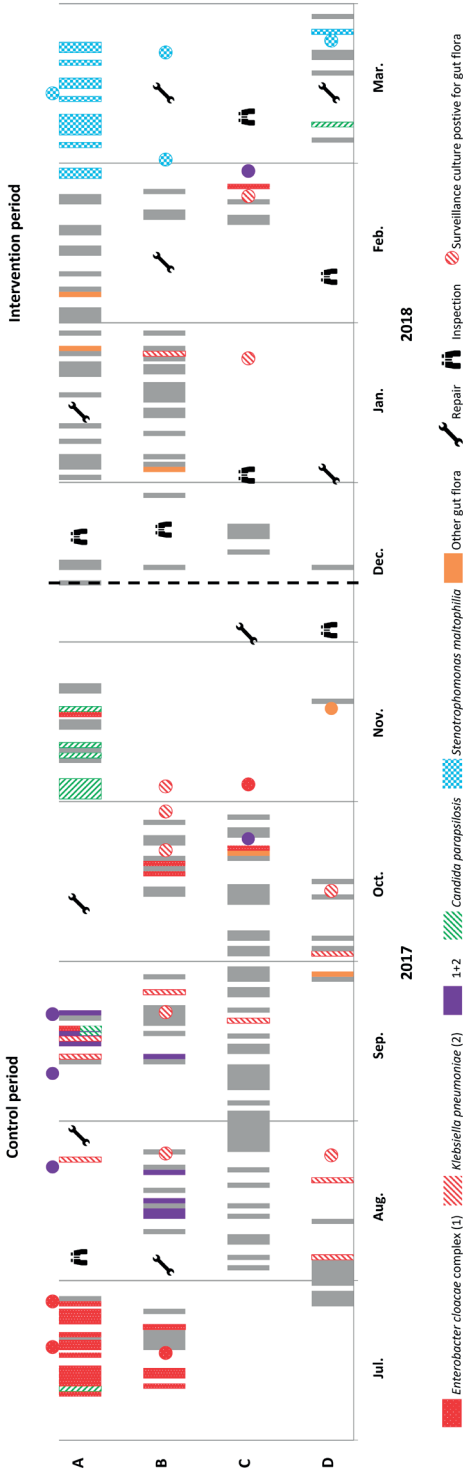 Control period
Intervention period
A
B
C
D
Jul.
Aug.
Sep.
Oct.
Nov.
Dec.
Jan.
Feb.
Mar.
2017
2018
Enterobacter cloacae complex (1)
Klebsiella pneumoniae (2)
1+2
Candida parapsilosis
Stenotrophomonas maltophilia
Other gut flora
Repair
Inspection
Surveillance culture postive for gut flora